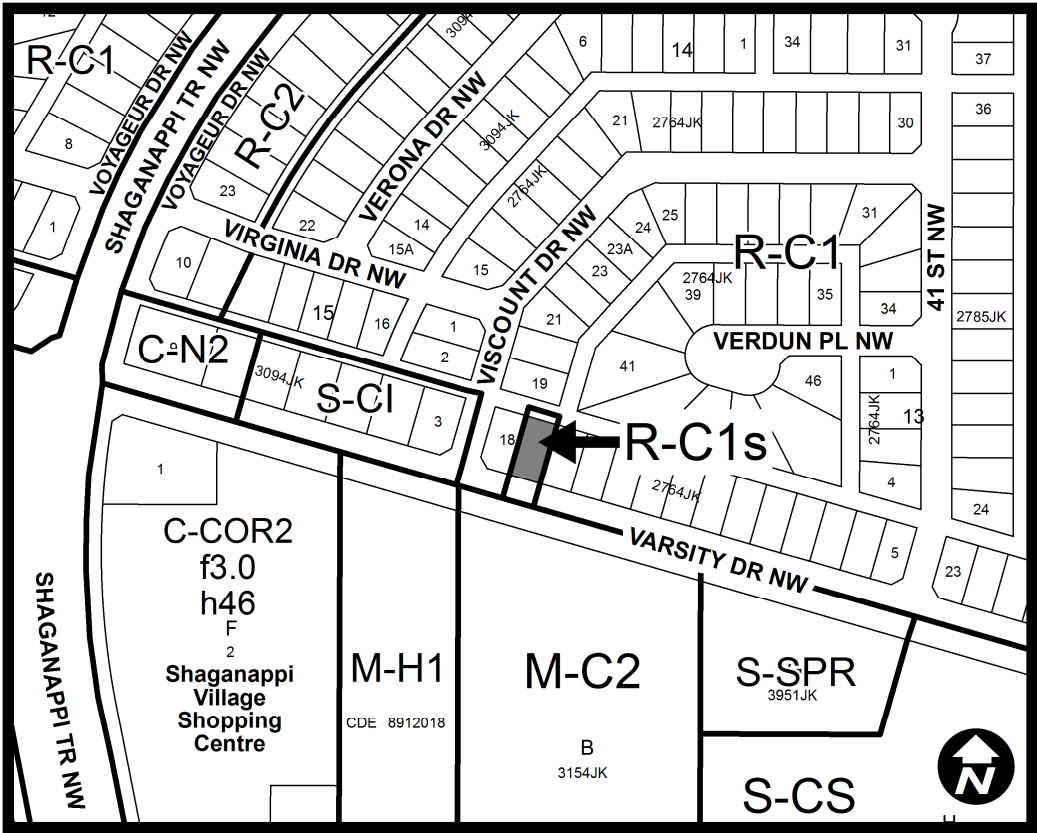 12
R-C1
8
1
VOYAGEUR DR NW
SHAGANAPPI TR NW
VOYAGEUR DR NW
R-C2
23
22
3094JK
VERONA DR NW
3094JK
14
15A
VIRGINIA DR NW
10
15
16
1
2
6
14
1
34
31
37
36
21
2764JK
30
2764JK
15
VISCOUNT DR NW
25
24
23A
23
21
19
R-C1
31
41 ST NW
2764JK
39
35
34
2785JK
VERDUN PL NW
41
46
1
13
2764JK
4
24
C-N2
3094JK
S-CI
3
18
R-C1s
2764JK
5
23
VARSITY DR NW
1
C-COR2
f3.0
h46
F
2
Shaganappi
Village
Shopping
Centre
SHAGANAPPI TR NW
M-H1
CDE 8912018
M-C2
B
3154JK
S-SPR
3951JK
S-CS
N